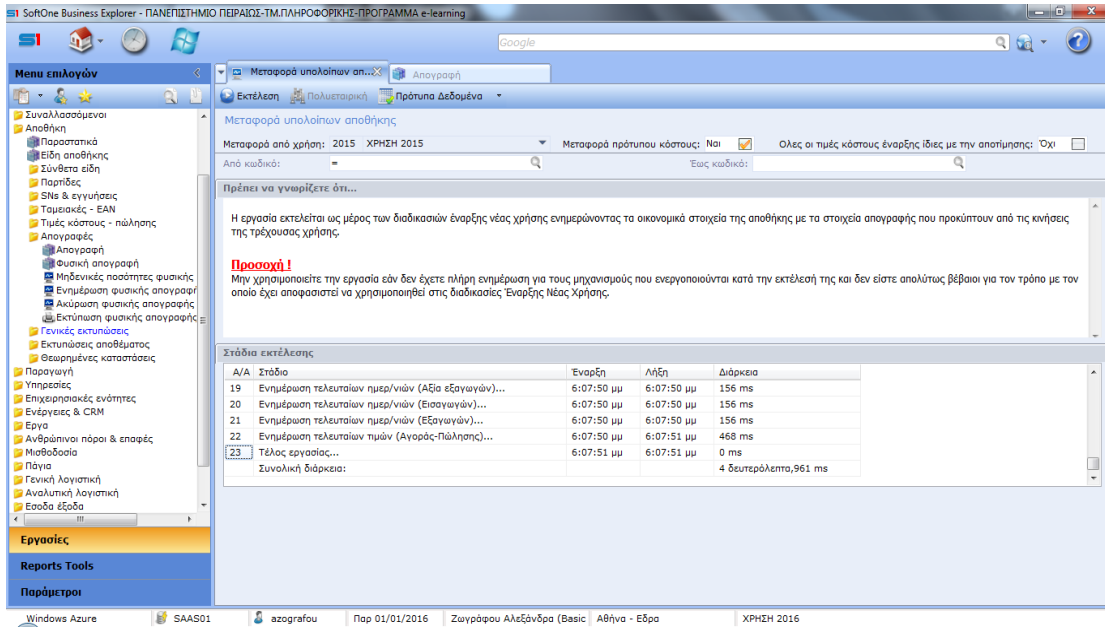 S1 SoftOne Business Explorer - ΠΑΝΕΠΙΣΤΗΜΙΟ ΠΕΙΡΑΙΩΣ-ΤΜ.ΠΛΗΡΟΦΟΡΙΚΗΣ-ΠΡΟΓΡΑΜΜΑ e-learning
S1
Google
Menu επιλογών
Μεταφορά υπολοίπων απ...
Απογραφή
Εκτέλεση Πολυεταιρική Πρότυπα Δεδομένα
Μεταφορά υπολοίπων αποθήκης
Μεταφορά από χρήση: 2015 ΧΡΗΣΗ 2015 Μεταφορά πρότυπου κόστους: Ναι Ολες οι τιμές κόστους έναρξης ίδιες με την αποτίμησης: Όχι
Από κωδικό: = Έως κωδικό:
Πρέπει να γνωρίζετε ότι...
Η εργασία εκτελείται ως μέρος των διαδικασιών έναρξης νέας χρήσης ενημερώνοντας τα οικονομικά στοιχεία της αποθήκης με τα στοιχεία απογραφής που προκύπτουν από τις κινήσεις
της τρέχουσας χρήσης.
Προσοχή !
Μην χρησιμοποιείτε την εργασία εάν δεν έχετε πλήρη ενημέρωση για τους μηχανισμούς που ενεργοποιούνται κατά την εκτέλεσή της και δεν είστε απολύτως βέβαιοι για τον τρόπο με τον
οποίο έχει αποφασιστεί να χρησιμοποιηθεί στις διαδικασίες Έναρξης Νέας Χρήσης.
Στάδια εκτέλεσης
Α/Α Στάδιο Έναρξη Λήξη Διάρκεια
19 Ενημέρωση τελευταίων ημερ/νιών (Αξία εξαγωγών)... 6:07:50 μμ 6:07:50 μμ 156 ms
20 Ενημέρωση τελευταίων ημερ/νιών (Εισαγωγών)... 6:07:50 μμ 6:07:50 μμ 156 ms
21 Ενημέρωση τελευταίων ημερ/νιών (Εξαγωγών)... 6:07:50 μμ 6:07:50 μμ 156 ms
22 Ενημέρωση τελευταίων τιμών (Αγοράς-Πώλησης)... 6:07:50 μμ 6:07:51 μμ 468 ms
23 Τέλος εργασίας... 6:07:51 μμ 6:07:51 μμ 0 ms
Συνολική διάρκεια: 4 δευτερόλεπτα,961 ms
Συναλλασσόμενοι
Αποθήκη
Παραστατικά
Είδη αποθήκης
Σύνθετα είδη
Παρτίδες
SNs & εγγυήσεις
Ταμειακές - EAN
Τιμές κόστους - πώλησης
Απογραφές
Απογραφή
Φυσική απογραφή
Μηδενικές ποσότητες φυσικής
Ενημέρωση φυσικής απογραφή
Ακύρωση φυσικής απογραφής
Εκτύπωση φυσικής απογραφής
Γενικές εκτυπώσεις
Εκτυπώσεις αποθέματος
Θεωρημένες καταστάσεις
Παραγωγή
Υπηρεσίες
Επιχειρησιακές ενότητες
Ενέργειες & CRM
Εργα
Ανθρώπινοι πόροι & επαφές
Μισθοδοσία
Πάγια
Γενική λογιστική
Αναλυτική λογιστική
Εσοδα έξοδα
Εργασίες
Reports Tools
Παράμετροι
Windows Azure SAAS01 azografou Παρ 01/01/2016 Ζωγράφου Αλεξάνδρα (Basic Αθήνα - Εδρα ΧΡΗΣΗ 2016